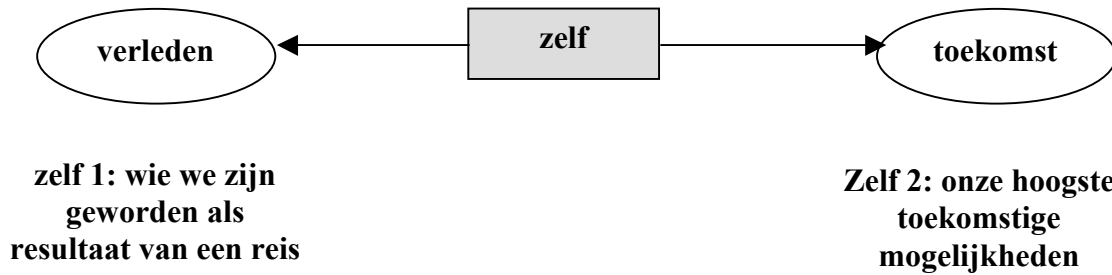 verleden
zelf
toekomst
zelf 1: wie we zijn
geworden als
resultaat van een reis
Zelf 2: onze hoogste
toekomstige
mogelijkheden